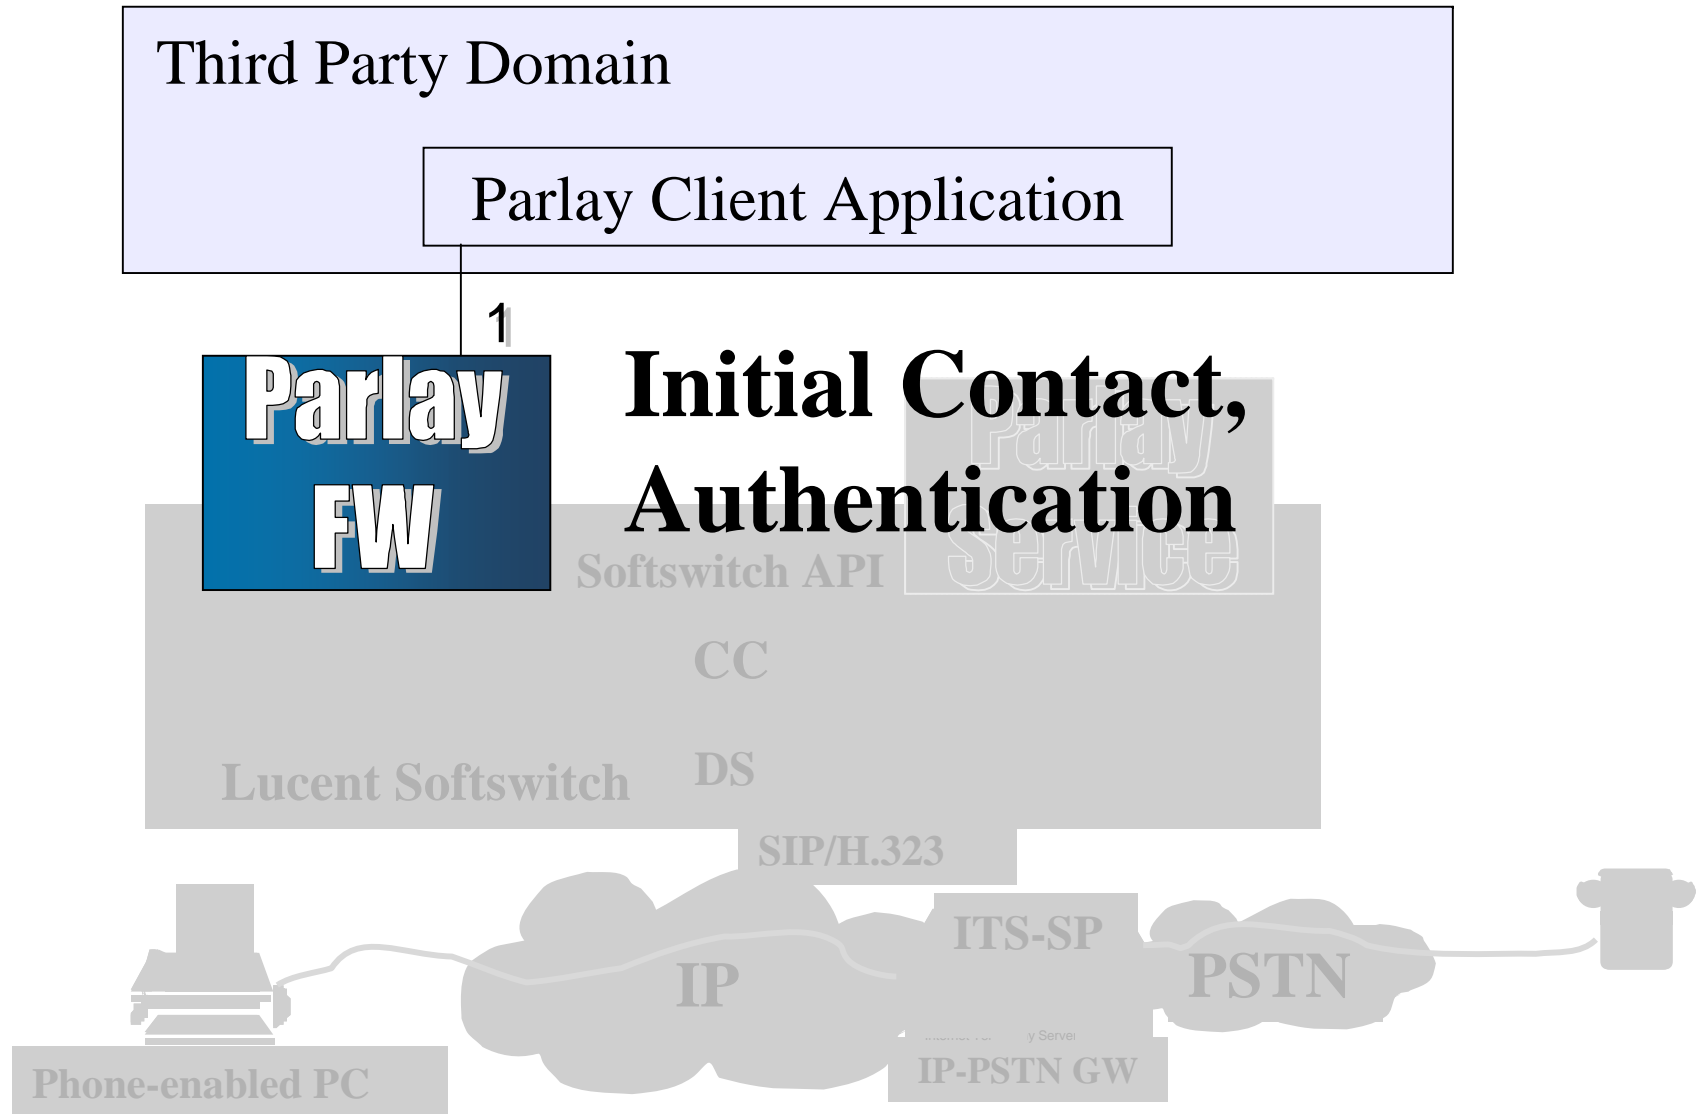 Third Party Domain
Parlay Client Application
1
Parlay
FW
Initial Contact,
Authentication
Parlay
Service
Softswitch API
CC
DS
Lucent Softswitch
SIP/H.323
ITS-SP
IP
PSTN
y Server
IP-PSTN GW
Phone-enabled PC